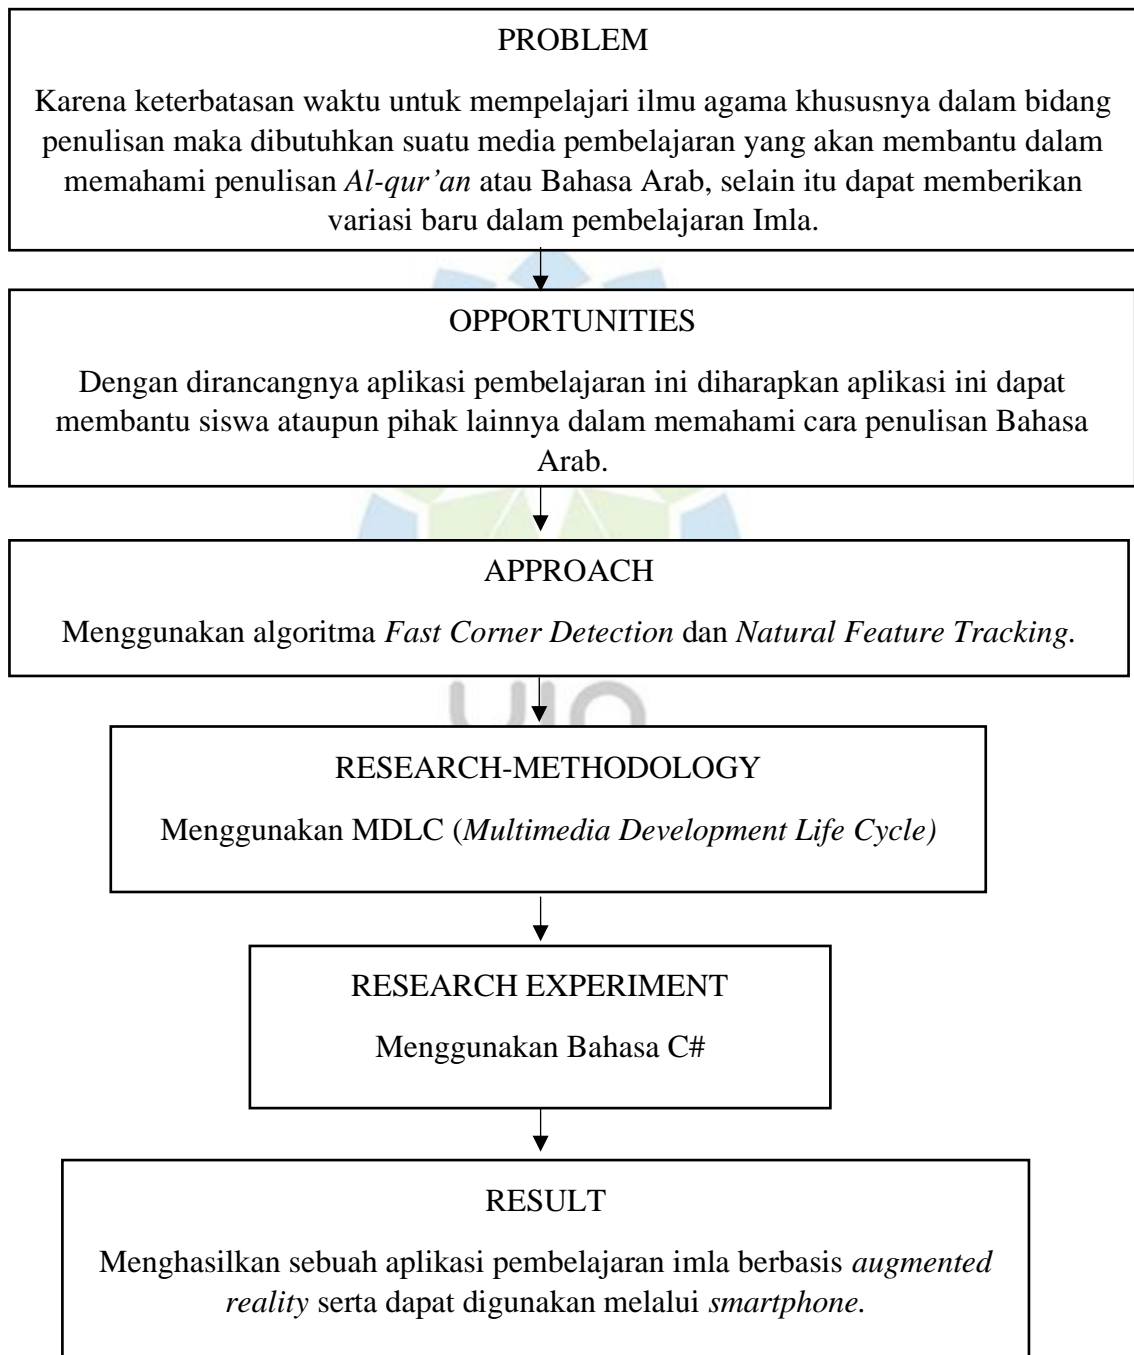 PROBLEM
Karena keterbatasan waktu untuk mempelajari ilmu agama khususnya dalam bidang
penulisan maka dibutuhkan suatu media pembelajaran yang akan membantu dalam
memahami penulisan Al-qur’an atau Bahasa Arab, selain itu dapat memberikan
variasi baru dalam pembelajaran Imla.
OPPORTUNITIES
Dengan dirancangnya aplikasi pembelajaran ini diharapkan aplikasi ini dapat
membantu siswa ataupun pihak lainnya dalam memahami cara penulisan Bahasa
Arab.
APPROACH
Menggunakan algoritma Fast Corner Detection dan Natural Feature Tracking.
uin
RESEARCH-METHODOLOGY
Menggunakan MDLC (Multimedia Development Life Cycle)
RESEARCH EXPERIMENT
Menggunakan Bahasa C#
RESULT
Menghasilkan sebuah aplikasi pembelajaran imla berbasis augmented
reality serta dapat digunakan melalui smartphone.